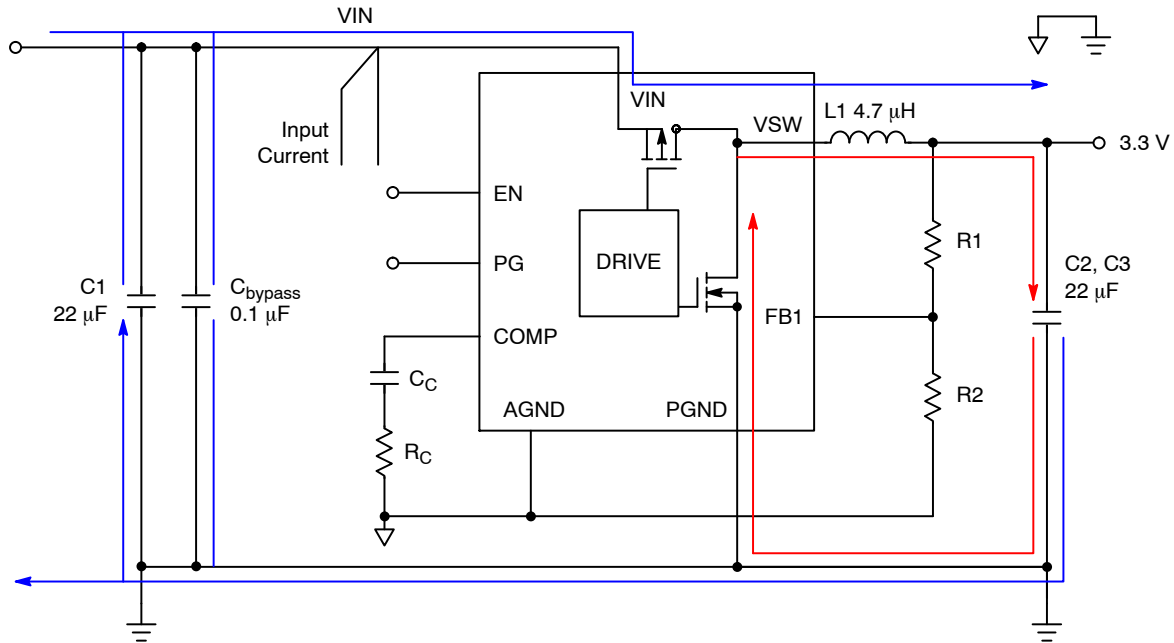 VIN
VIN
L1 4.7 μH
VSW
3.3 V
Input
Current
EN
DRIVE
R1
PG
C1
22 μF
Cbypass
0.1 μF
C2, C3
22 μF
FB1
COMP
CC
R2
AGND
PGND
RC